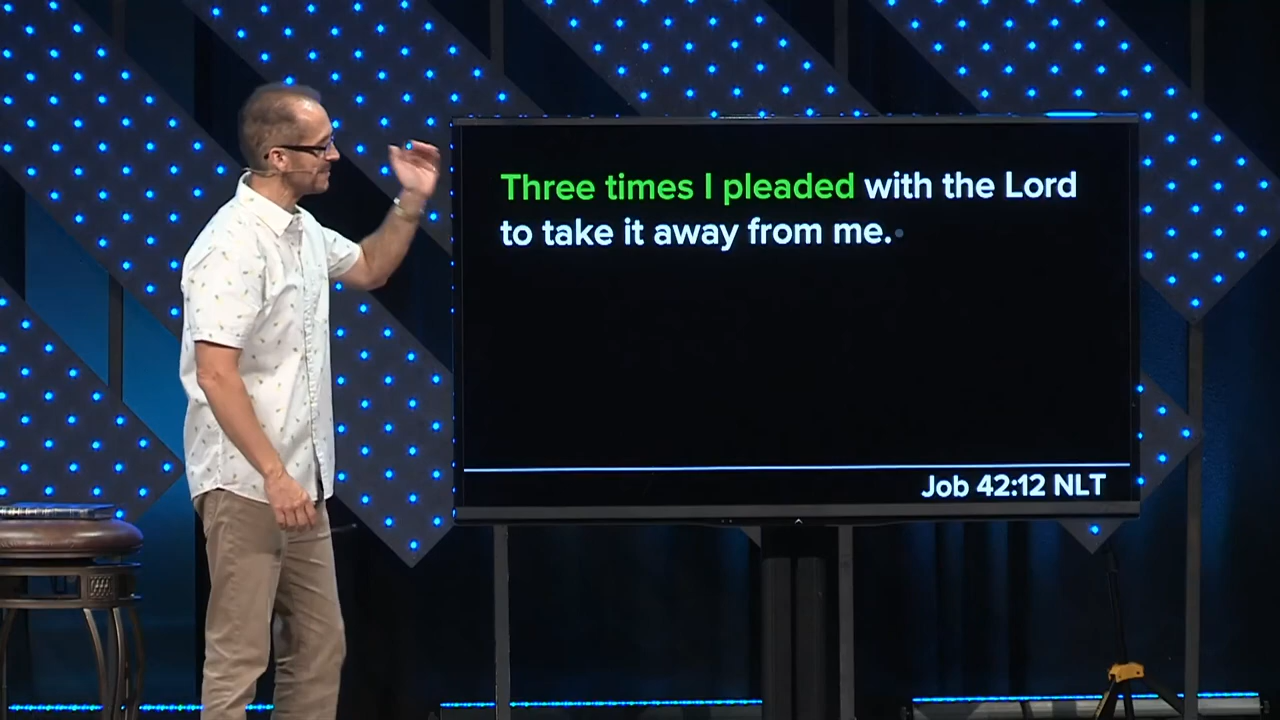 Three times I pleaded with the Lord
to take it away from me.
Job 42:12 NLT